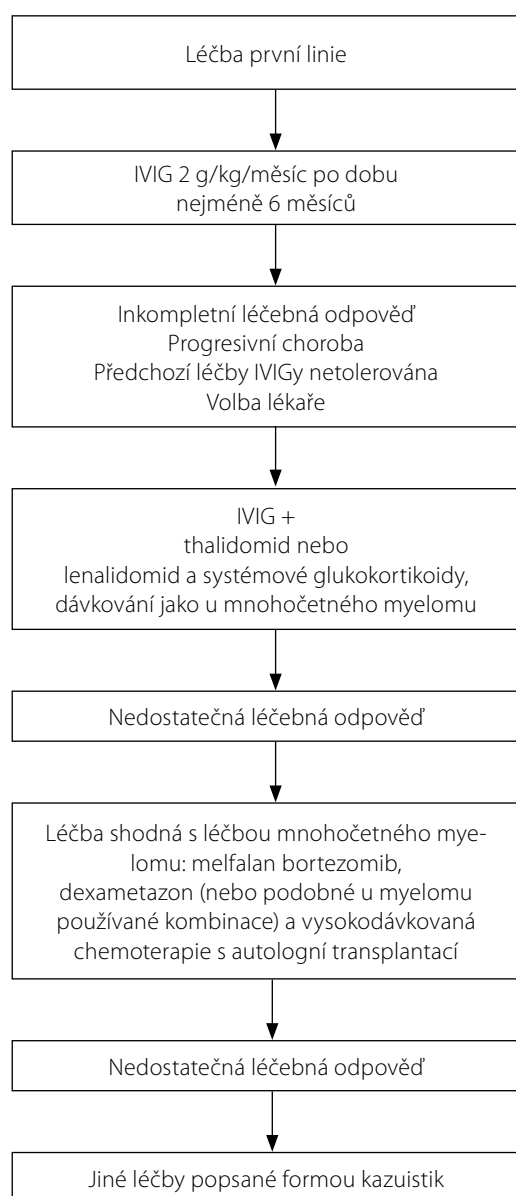 Léčba první linie
IVIG 2 g/kg/měsíc po dobu
nejméně 6 měsíců
Inkompletní léčebná odpověď
Progresivní choroba
Předchozí léčby IVIGy netolerována
Volba lékaře
IVIG +
thalidomid nebo
lenalidomid a systémové glukokortikoidy,
dávkování jako u mnohočetného myelomu
Nedostatečná léčebná odpověď
Léčba shodná s léčbou mnohočetného mye-
lomu: melfalan bortezomib,
dexametazon (nebo podobné u myelomu
používané kombinace) a vysokodávkovaná
chemoterapie s autologní transplantací
Nedostatečná léčebná odpověď
Jiné léčby popsané formou kazuistik